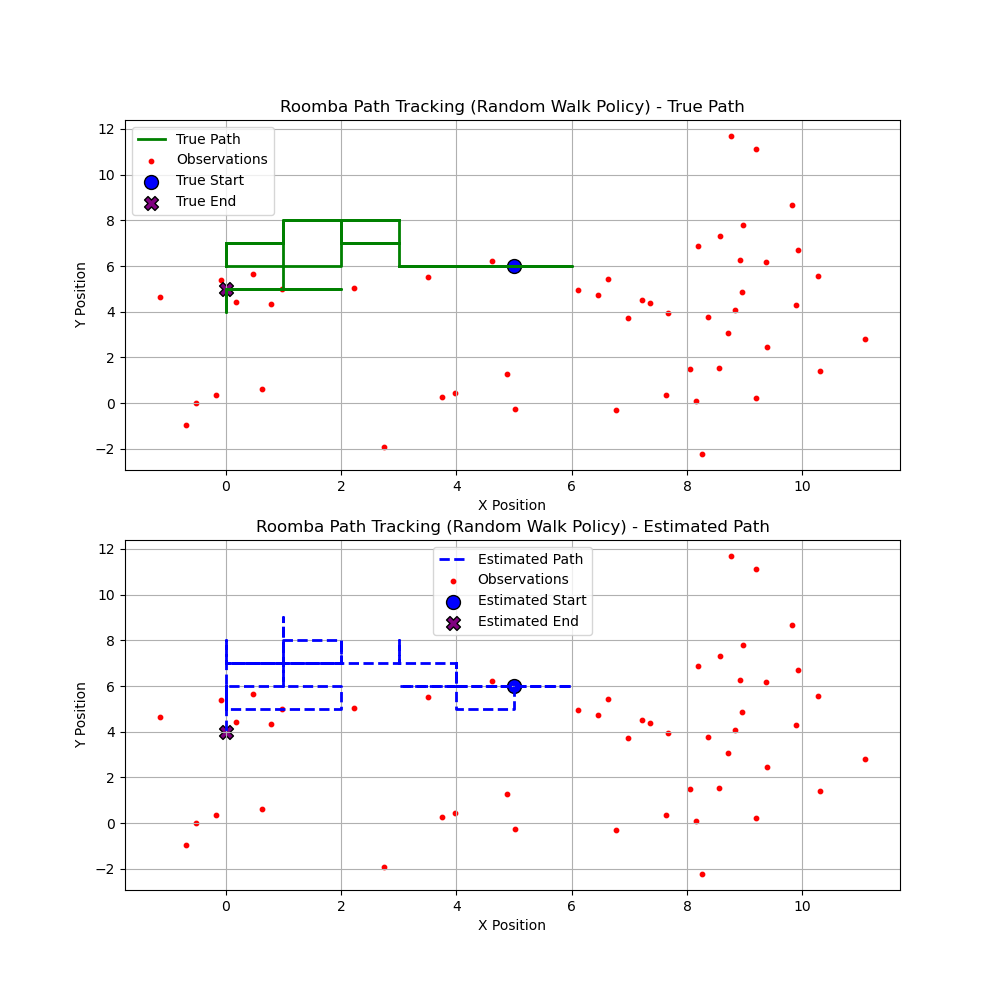 Roomba Path Tracking (Random Walk Policy) - True Path
True Path
Observations
True Start
True End
12
10
8
6
4
2
0
−2
Y Position
0 2 4 6 8 10
X Position
Roomba Path Tracking (Random Walk Policy) - Estimated Path
Estimated Path
Observations
Estimated Start
Estimated End
12
10
8
6
4
2
0
−2
Y Position
0 2 4 6 8 10
X Position